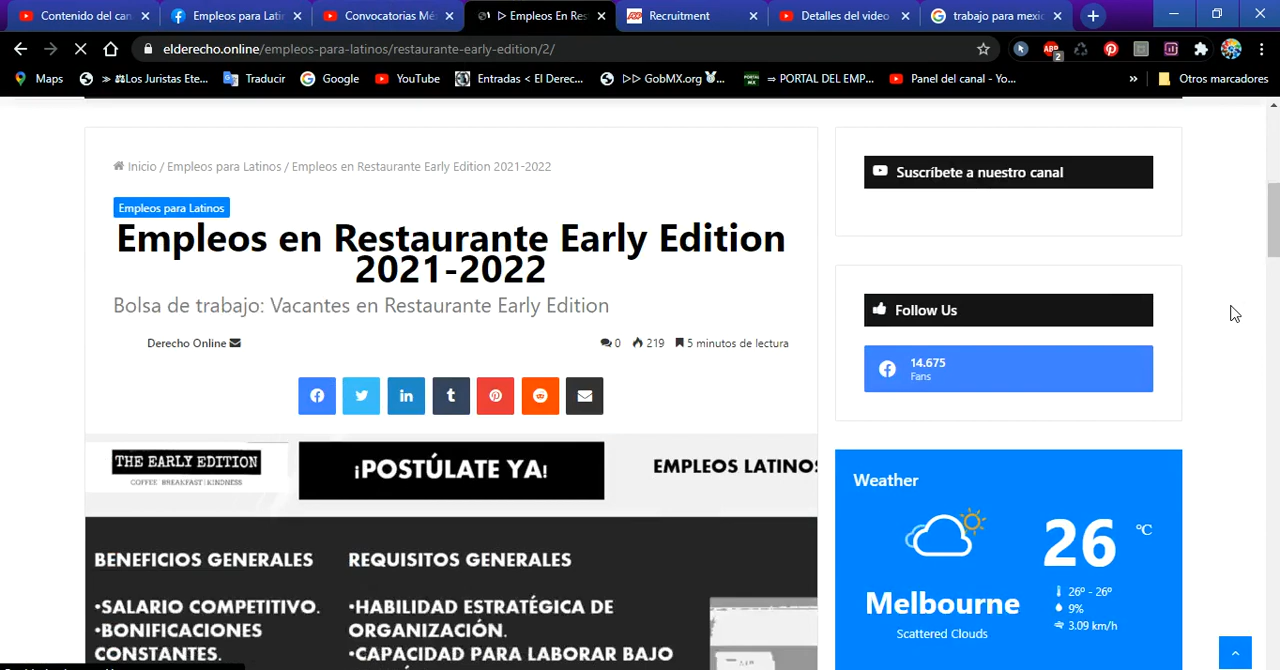 Contenido del can
Empleos para Latin
Convocatorias Mé
▷ Empleos En Res
Recruitment
Detalles del video
trabajo para mexic
elderecho.online/empleos-para-latinos/restaurante-early-edition/2/
ABP
2
Maps
» ⚖Los Juristas Ete...
Traducir
Google
YouTube
Entradas < El Derec...
▷▷ GobMX.org 🥇...
⇒ PORTAL DEL EMP...
Panel del canal - Yo...
»
Otros marcadores
Inicio / Empleos para Latinos / Empleos en Restaurante Early Edition 2021-2022
Empleos para Latinos
Empleos en Restaurante Early Edition
2021-2022
Bolsa de trabajo: Vacantes en Restaurante Early Edition
Derecho Online
0 219 5 minutos de lectura
THE EARLY EDITION
COFFEE BREAKFAST KINDNESS
¡POSTÚLATE YA!
EMPLEOS LATINOS
BENEFICIOS GENERALES
•SALARIO COMPETITIVO.
•BONIFICACIONES
CONSTANTES.
REQUISITOS GENERALES
•HABILIDAD ESTRATÉGICA DE
ORGANIZACIÓN.
•CAPACIDAD PARA LABORAR BAJO
Suscríbete a nuestro canal
Follow Us
14.675
Fans
Weather
26 ℃
Melbourne
Scattered Clouds
26º - 26º
9%
3.09 km/h